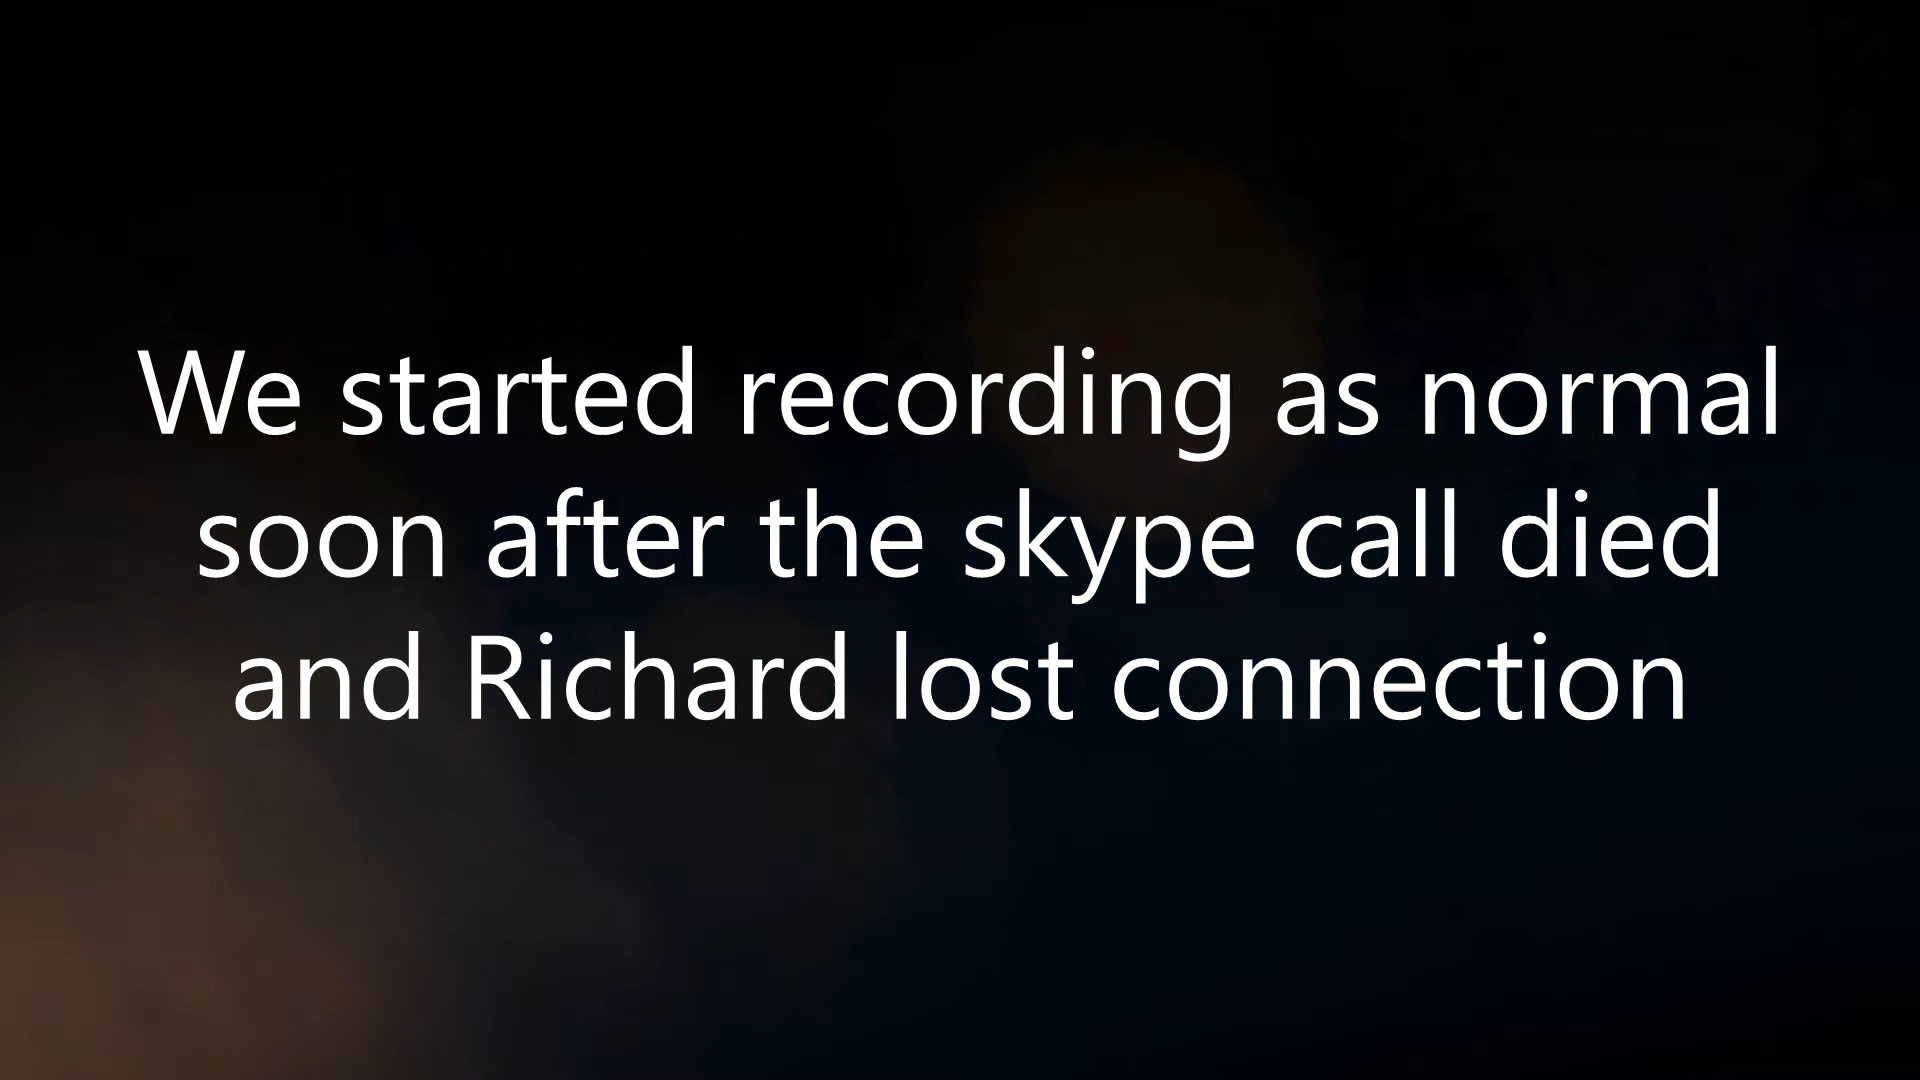 We started recording as normal
soon after the skype call died
and Richard lost connection